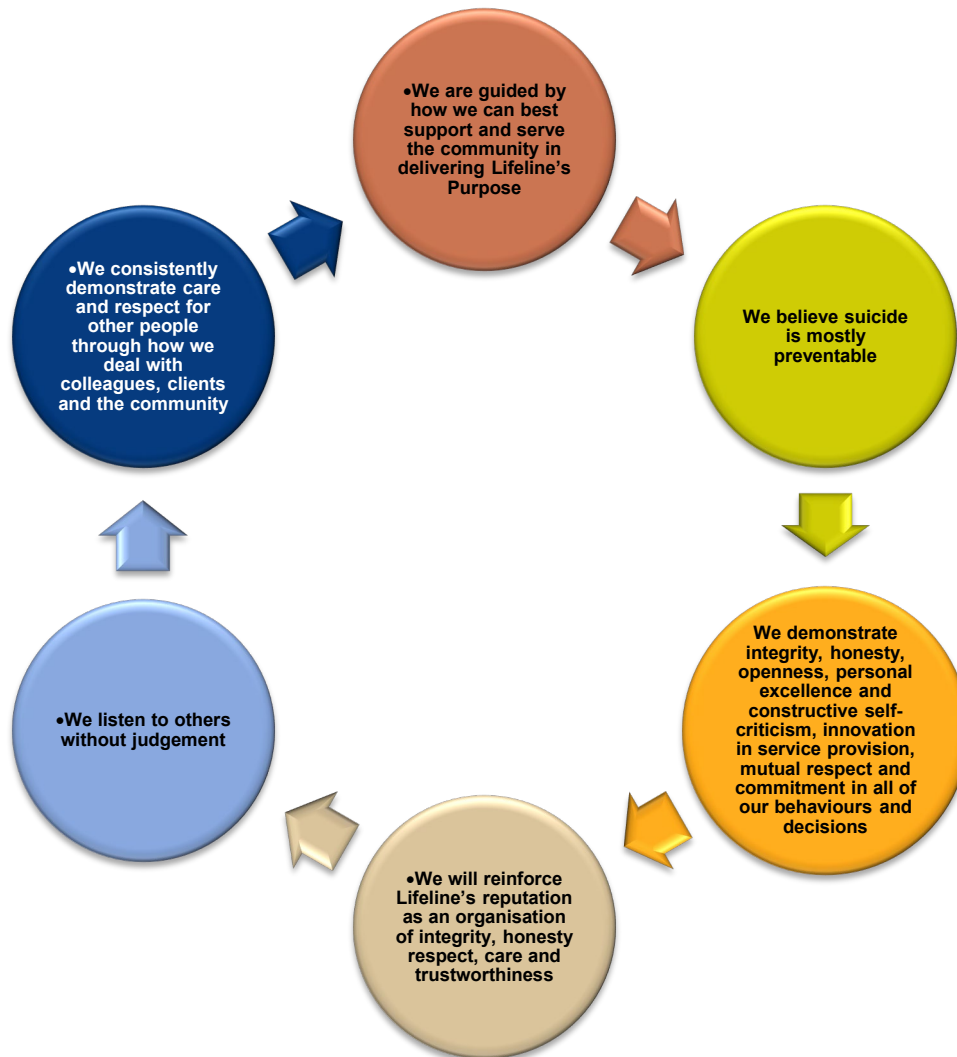 •We are guided by
how we can best
support and serve
the community in
delivering Lifeline's
Purpose
We believe suicide
is mostly
preventable
We demonstrate
integrity, honesty,
openness, personal
excellence and
constructive self-
criticism, innovation
in service provision,
mutual respect and
commitment in all of
our behaviours and
decisions
•We will reinforce
Lifeline's reputation
as an organisation
of integrity, honesty
respect, care and
trustworthiness
•We listen to others
without judgement
•We consistently
demonstrate care
and respect for
other people
through how we
deal with
colleagues, clients
and the community